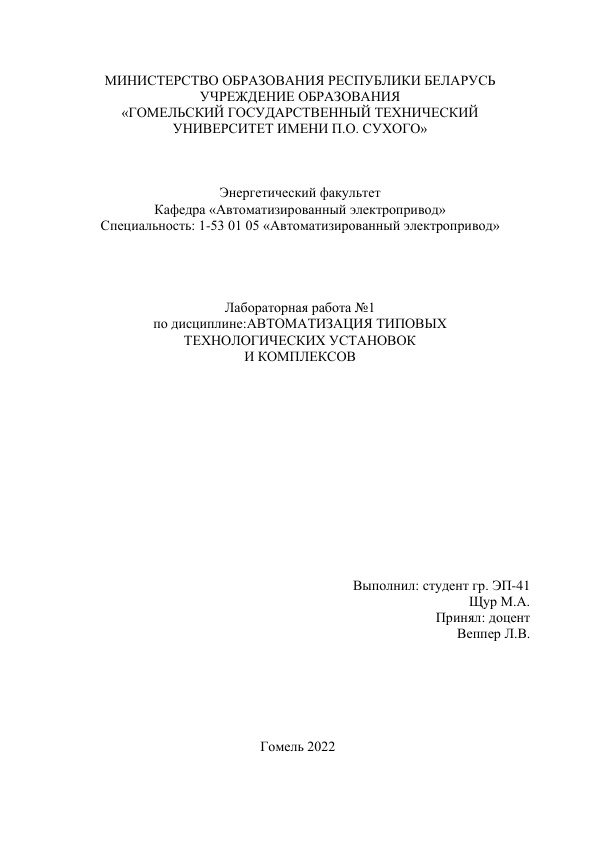 МИНИСТЕРСТВО ОБРАЗОВАНИЯ РЕСПУБЛИКИ БЕЛАРУСЬ
УЧРЕЖДЕНИЕ ОБРАЗОВАНИЯ
«ГОМЕЛЬСКИЙ ГОСУДАРСТВЕННЫЙ ТЕХНИЧЕСКИЙ
УНИВЕРСИТЕТ ИМЕНИ П.О. СУХОГО»
Энергетический факультет
Кафедра «Автоматизированный электропривод»
Специальность: 1-53 01 05 «Автоматизированный электропривод»
Лабораторная работа №1
по дисциплине:АВТОМАТИЗАЦИЯ ТИПОВЫХ
ТЕХНОЛОГИЧЕСКИХ УСТАНОВОК
И КОМПЛЕКСОВ
Выполнил: студент гр. ЭП-41
Щур М.А.
Принял: доцент
Веппер Л.В.
Гомель 2022